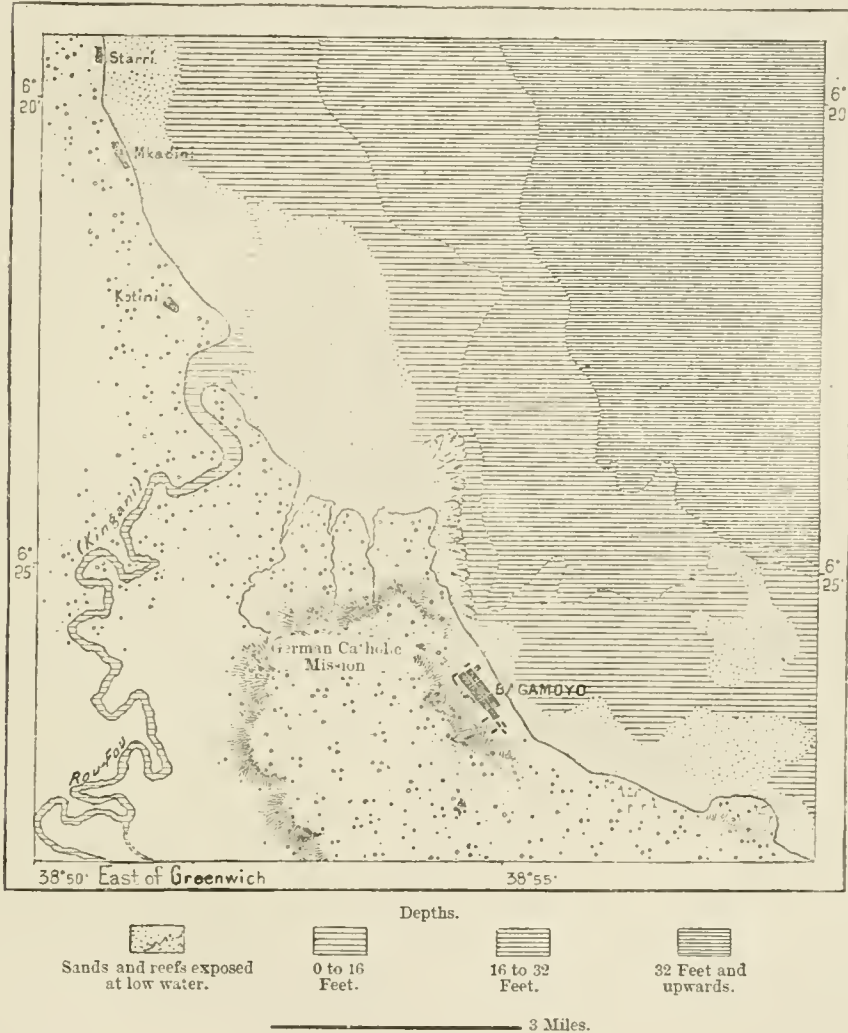 Starri
6°
20'
6°
20'
Mkadini
Kotini
(Kingani)
6°
25'
6°
25'
German Catholic
Mission
BAGAMOYO
Rou-Fou
38°50' East of Greenwich
38°55'
Depths.
Sands and reefs exposed
at low water.
0 to 16
Feet.
16 to 32
Feet.
32 Feet and
upwards.
3 Miles.